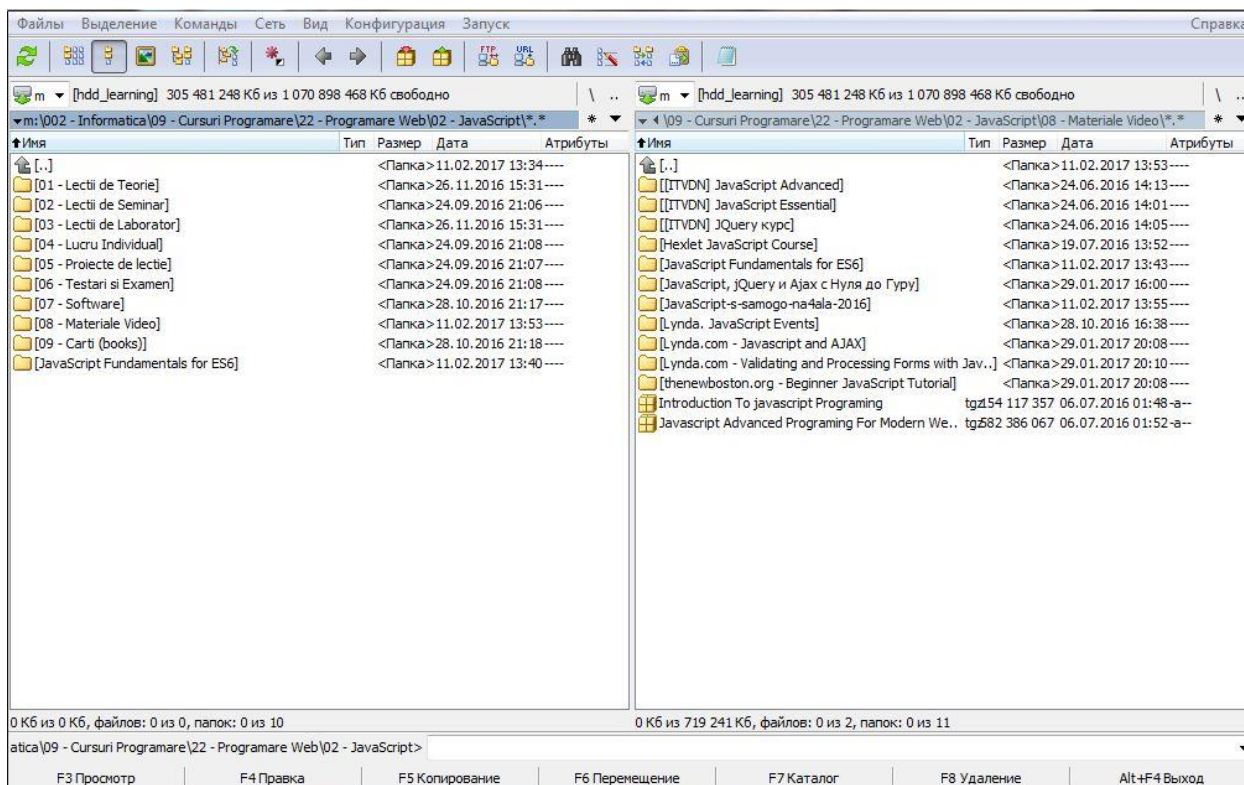 Файлы Выделение Команды Сеть Вид Конфигурация Запуск Справка
FTP URL
m [hdd_learning] 305 481 248 Кб из 1 070 898 468 Кб свободно \ ..
m:\002 - Informatica\09 - Cursuri Programare\22 - Programare Web\02 - JavaScript\*.* * 
Имя Тип Размер Дата Атрибуты
[..] <Папка> 11.02.2017 13:34 ----
[01 - Lectii de Teorie] <Папка> 26.11.2016 15:31 ----
[02 - Lectii de Seminar] <Папка> 24.09.2016 21:06 ----
[03 - Lectii de Laborator] <Папка> 26.11.2016 15:31 ----
[04 - Lucru Individual] <Папка> 24.09.2016 21:08 ----
[05 - Proiecte de lectie] <Папка> 24.09.2016 21:07 ----
[06 - Testari si Examen] <Папка> 24.09.2016 21:08 ----
[07 - Software] <Папка> 28.10.2016 21:17 ----
[08 - Materiale Video] <Папка> 11.02.2017 13:53 ----
[09 - Carti (books)] <Папка> 28.10.2016 21:18 ----
[JavaScript Fundamentals for ES6] <Папка> 11.02.2017 13:40 ----
0 Кб из 0 Кб, файлов: 0 из 0, папок: 0 из 10
m [hdd_learning] 305 481 248 Кб из 1 070 898 468 Кб свободно \ ..
\09 - Cursuri Programare\22 - Programare Web\02 - JavaScript\08 - Materiale Video\*.* *
Имя Тип Размер Дата Атрибуты
[..] <Папка> 11.02.2017 13:53 ----
[[ITVDN] JavaScript Advanced] <Папка> 24.06.2016 14:13 ----
[[ITVDN] JavaScript Essential] <Папка> 24.06.2016 14:01 ----
[[ITVDN] JQuery курс] <Папка> 24.06.2016 14:05 ----
[Hexlet JavaScript Course] <Папка> 19.07.2016 13:52 ----
[JavaScript Fundamentals for ES6] <Папка> 11.02.2017 13:43 ----
[JavaScript, jQuery и Ajax с Нуля до Гуру] <Папка> 29.01.2017 16:00 ----
[JavaScript-s-samogo-na4ala-2016] <Папка> 11.02.2017 13:55 ----
[Lynda. JavaScript Events] <Папка> 28.10.2016 16:38 ----
[Lynda.com - Javascript and AJAX] <Папка> 29.01.2017 20:08 ----
[Lynda.com - Validating and Processing Forms with Jav..] <Папка> 29.01.2017 20:10 ----
[thenewboston.org - Beginner JavaScript Tutorial] <Папка> 29.01.2017 20:08 ----
Introduction To javascript Programing tgz 154 117 357 06.07.2016 01:48 -a--
Javascript Advanced Programing For Modern We.. tgz 582 386 067 06.07.2016 01:52 -a--
0 Кб из 719 241 Кб, файлов: 0 из 2, папок: 0 из 11
atica\09 - Cursuri Programare\22 - Programare Web\02 - JavaScript>
F3 Просмотр F4 Правка F5 Копирование F6 Перемещение F7 Каталог F8 Удаление Alt+F4 Выход